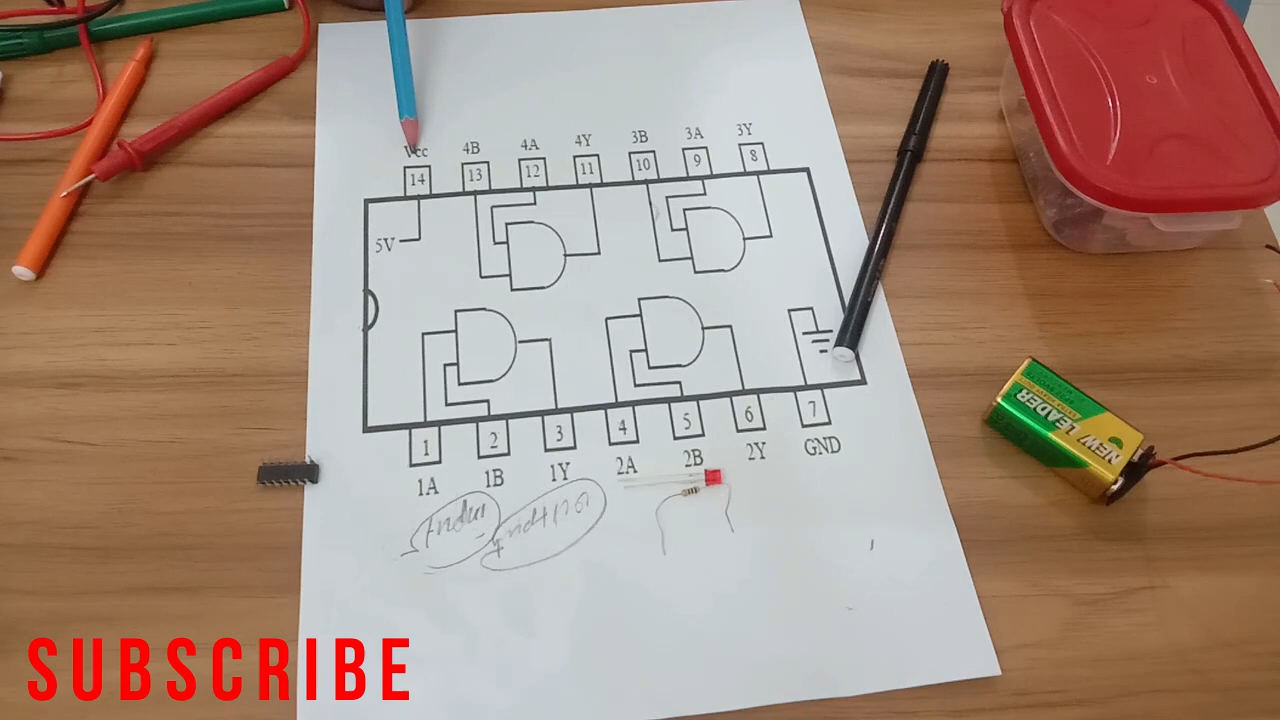 Vcc 4B 4A 4Y 3B 3A 3Y
14 13 12 11 10 9 8
5V
1 2 3 4 5 6 7
1A 1B 1Y 2A 2B 2Y GND
NEW LEADER
SUBSCRIBE